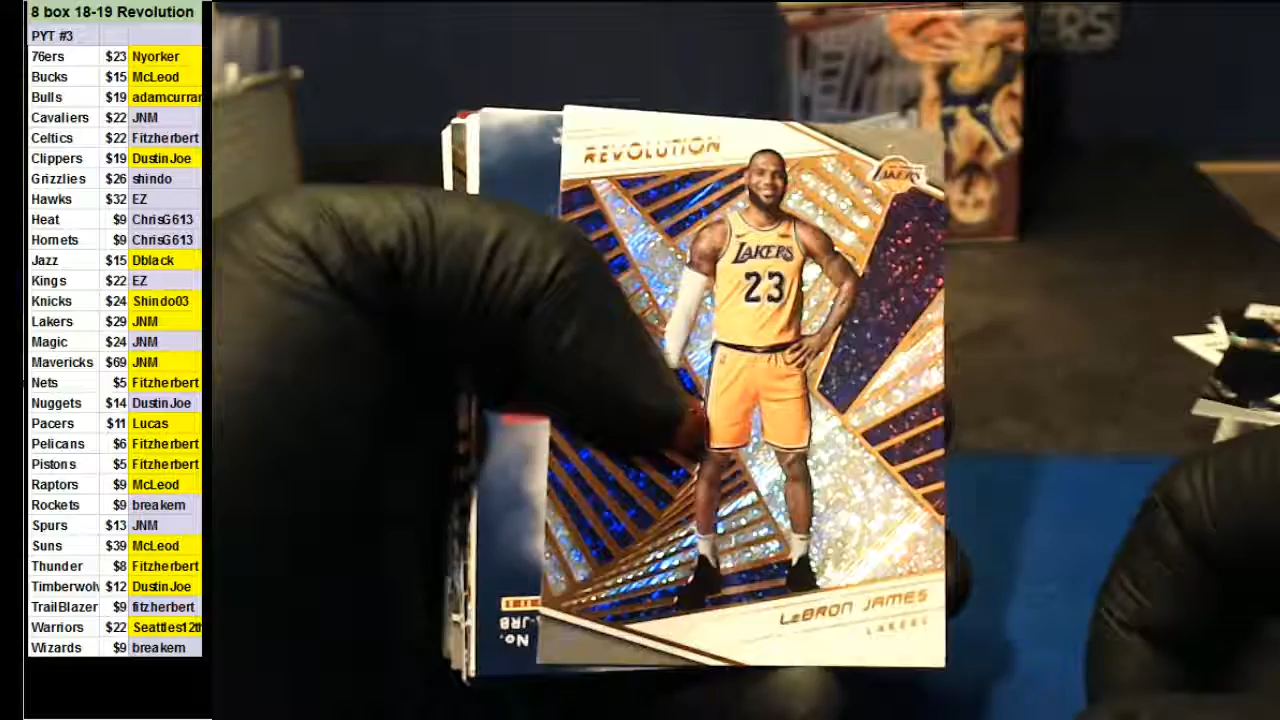 8 box 18-19 Revolution
PYT #3
76ers $23 Nyorker
Bucks $15 McLeod
Bulls $19 adamcurran
Cavaliers $22 JNM
Celtics $22 Fitzherbert
Clippers $19 DustinJoe
Grizzlies $26 shindo
Hawks $32 EZ
Heat $9 ChrisG613
Hornets $9 ChrisG613
Jazz $15 Dblack
Kings $22 EZ
Knicks $24 Shindo03
Lakers $29 JNM
Magic $24 JNM
Mavericks $69 JNM
Nets $5 Fitzherbert
Nuggets $14 DustinJoe
Pacers $11 Lucas
Pelicans $6 Fitzherbert
Pistons $5 Fitzherbert
Raptors $9 McLeod
Rockets $9 breakem
Spurs $13 JNM
Suns $39 McLeod
Thunder $8 Fitzherbert
Timberwolv $12 DustinJoe
TrailBlazer $9 fitzherbert
Warriors $22 Seattles12th
Wizards $9 breakem
REVOLUTION
LAKERS
LAKERS
23
LEBRON JAMES
LAKERS
No.
-JRB
ERS